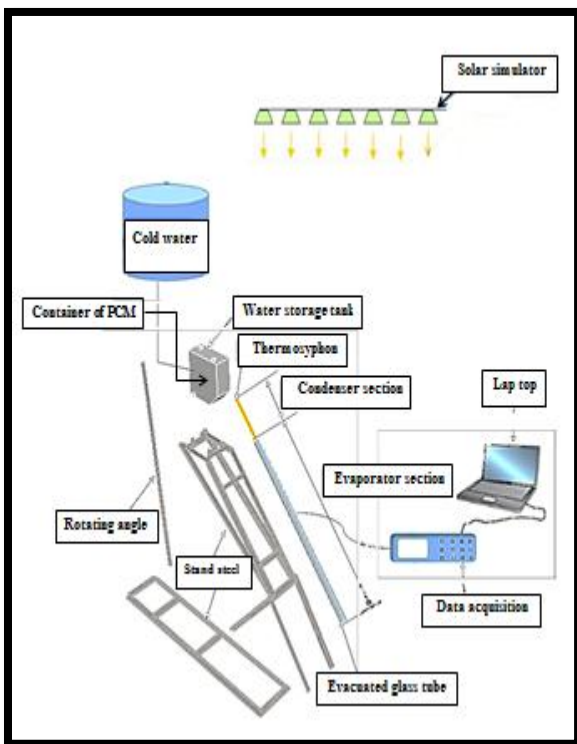 Solar simulator
Cold water
Container of PCM
Water storage tank
Thermosyphon
Condenser section
Lap top
Evaporator section
Rotating angle
Stand steel
Data acquisition
Evacuated glass tube